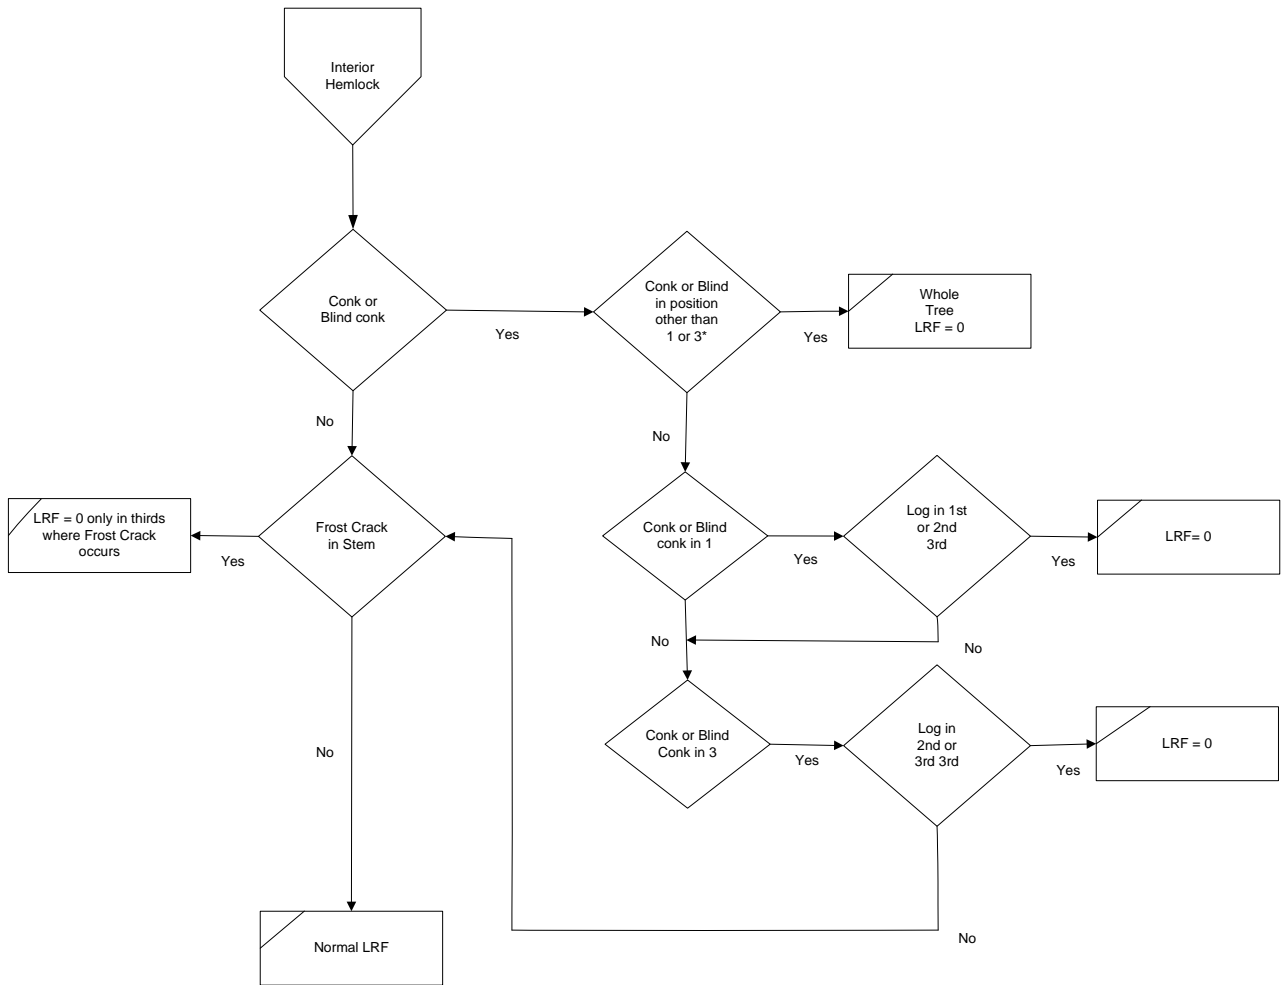 Interior
Hemlock
Conk or
Blind conk
Yes
Conk or Blind
in position
other than
1 or 3*
Yes
Whole
Tree
LRF = 0
No
No
LRF = 0 only in thirds
where Frost Crack
occurs
Yes
Frost Crack
in Stem
Conk or Blind
conk in 1
Yes
Log in 1st
or 2nd
3rd
Yes
LRF= 0
No
No
No
Conk or Blind
Conk in 3
Yes
Log in
2nd or
3rd 3rd
Yes
LRF = 0
No
Normal LRF